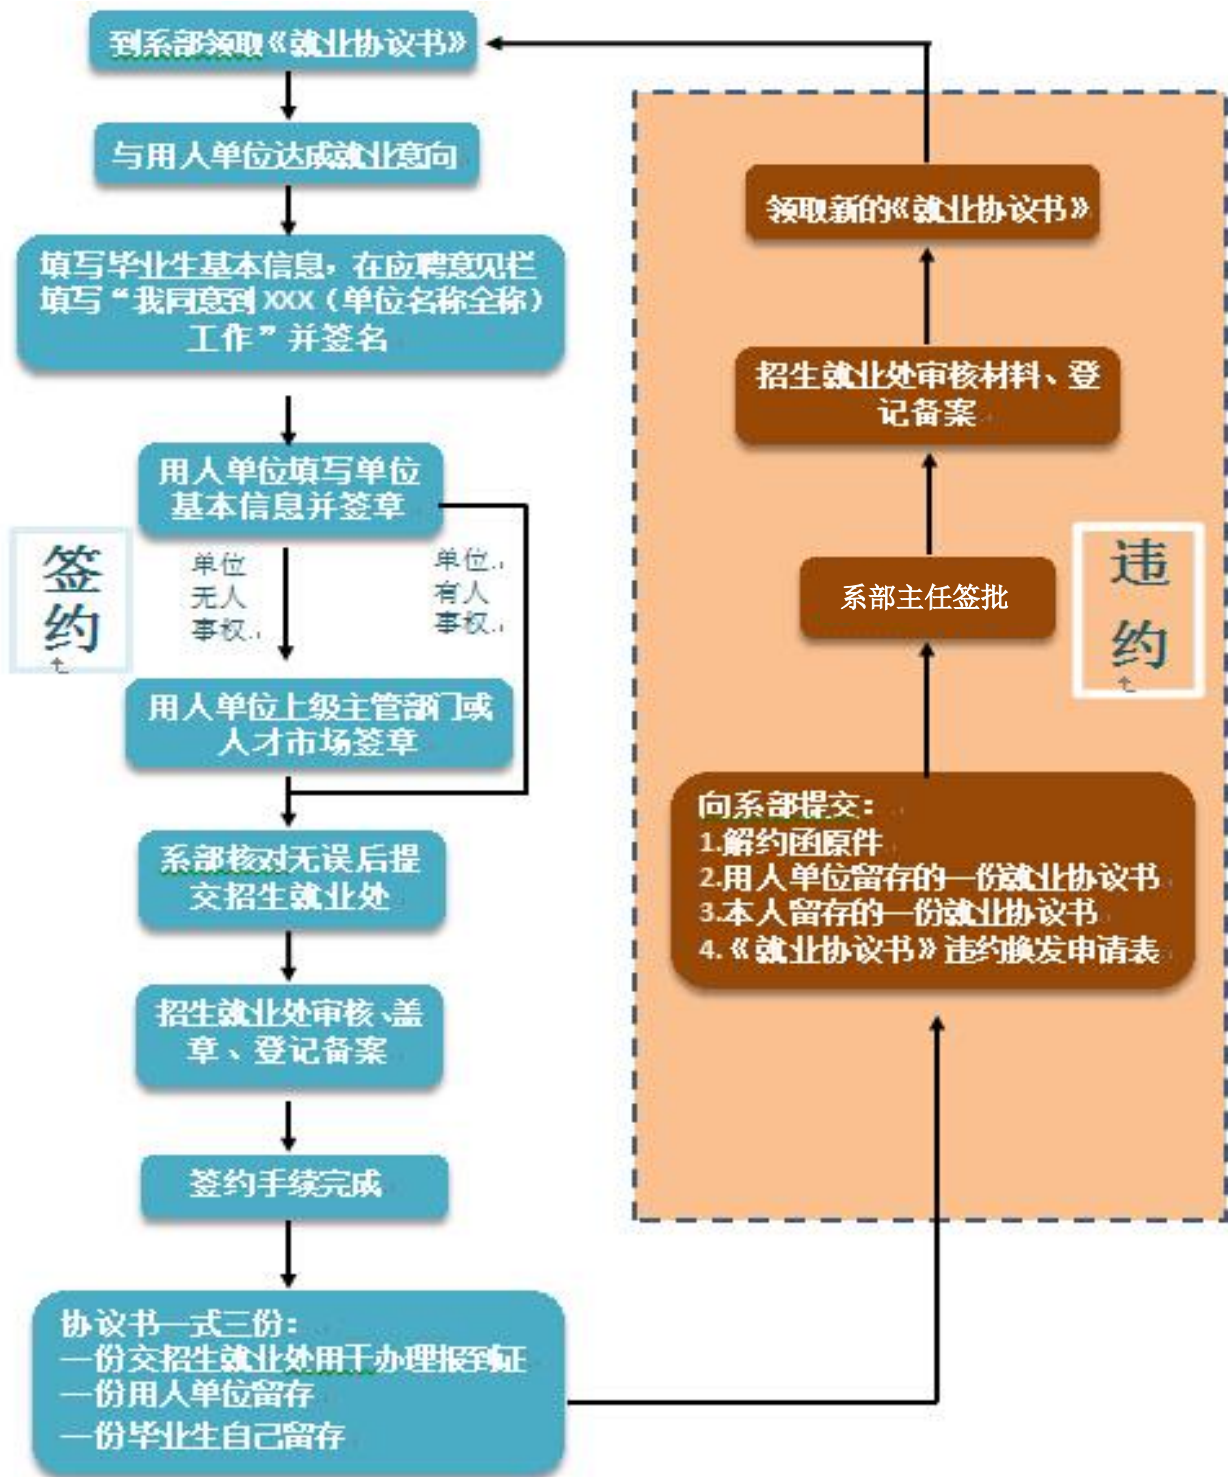 到系部领取《就业协议书》
与用人单位达成就业意向
填写毕业生基本信息，在应聘意见栏
填写“我同意到 XXX（单位名称全称）
工作”并签名
用人单位填写单位
基本信息并签章
签
约
单位
无人
事权
单位
有人
事权
用人单位上级主管部门或
人才市场签章
系部核对无误后提
交招生就业处
招生就业处审核、盖
章、登记备案
签约手续完成
协议书一式三份：
一份交招生就业处用于办理报到证
一份用人单位留存
一份毕业生自己留存
领取新的《就业协议书》
招生就业处审核材料、登
记备案
系部主任签批
违
约
向系部提交：
1.解约函原件
2.用人单位留存的一份就业协议书
3.本人留存的一份就业协议书
4.《就业协议书》违约换发申请表